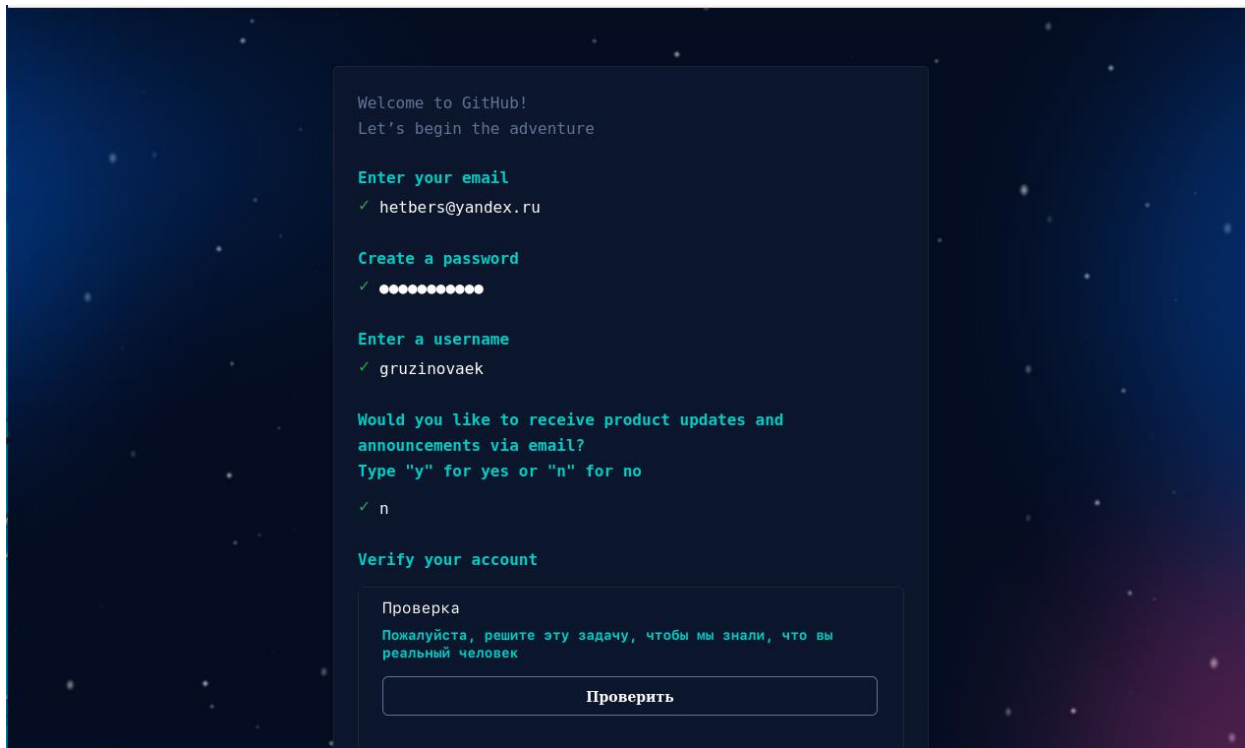 Welcome to GitHub!
Let’s begin the adventure
Enter your email
✓ hetbers@yandex.ru
Create a password
✓ ●●●●●●●●●●●
Enter a username
✓ gruzinovaek
Would you like to receive product updates and
announcements via email?
Type "y" for yes or "n" for no
✓ n
Verify your account
Проверка
Пожалуйста, решите эту задачу, чтобы мы знали, что вы
реальный человек
Проверить